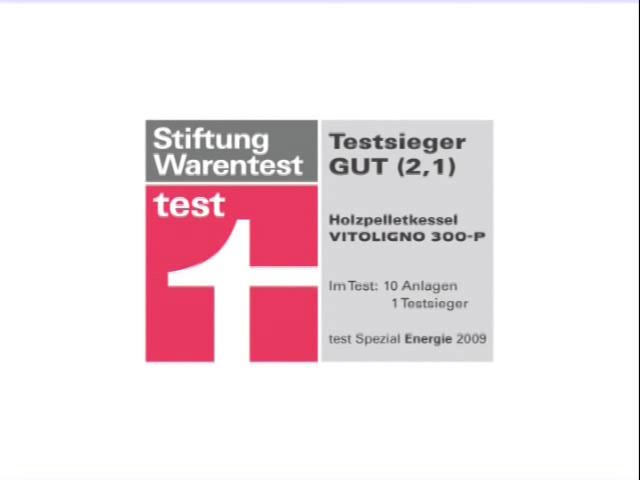 Stiftung
Warentest
test
Testsieger
GUT (2,1)
Holzpelletkessel
VITOLIGNO 300-P
Im Test: 10 Anlagen
1 Testsieger
test Spezial Energie 2009